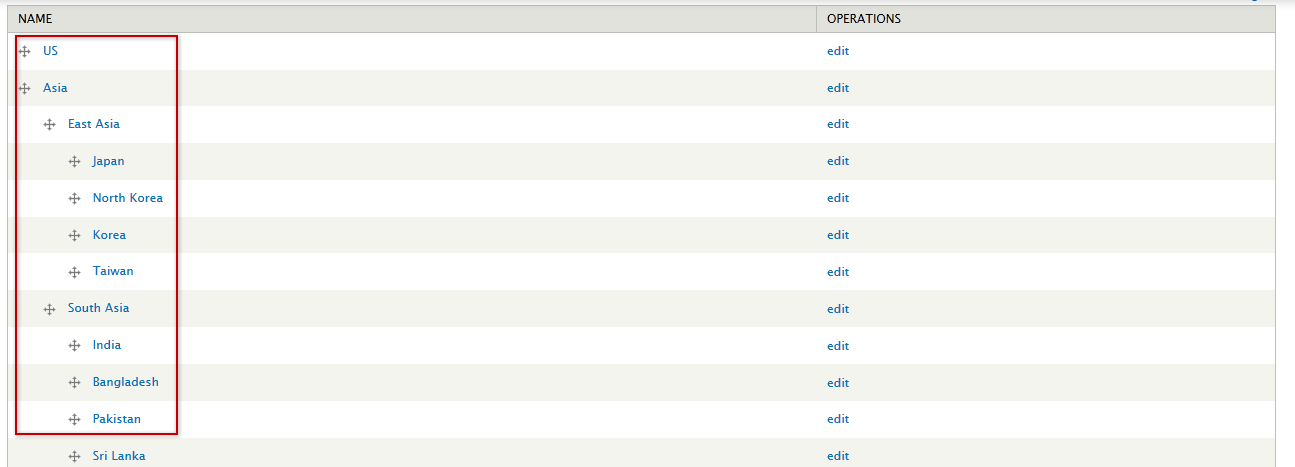 NAME OPERATIONS
US edit
Asia edit
East Asia edit
Japan edit
North Korea edit
Korea edit
Taiwan edit
South Asia edit
India edit
Bangladesh edit
Pakistan edit
Sri Lanka edit